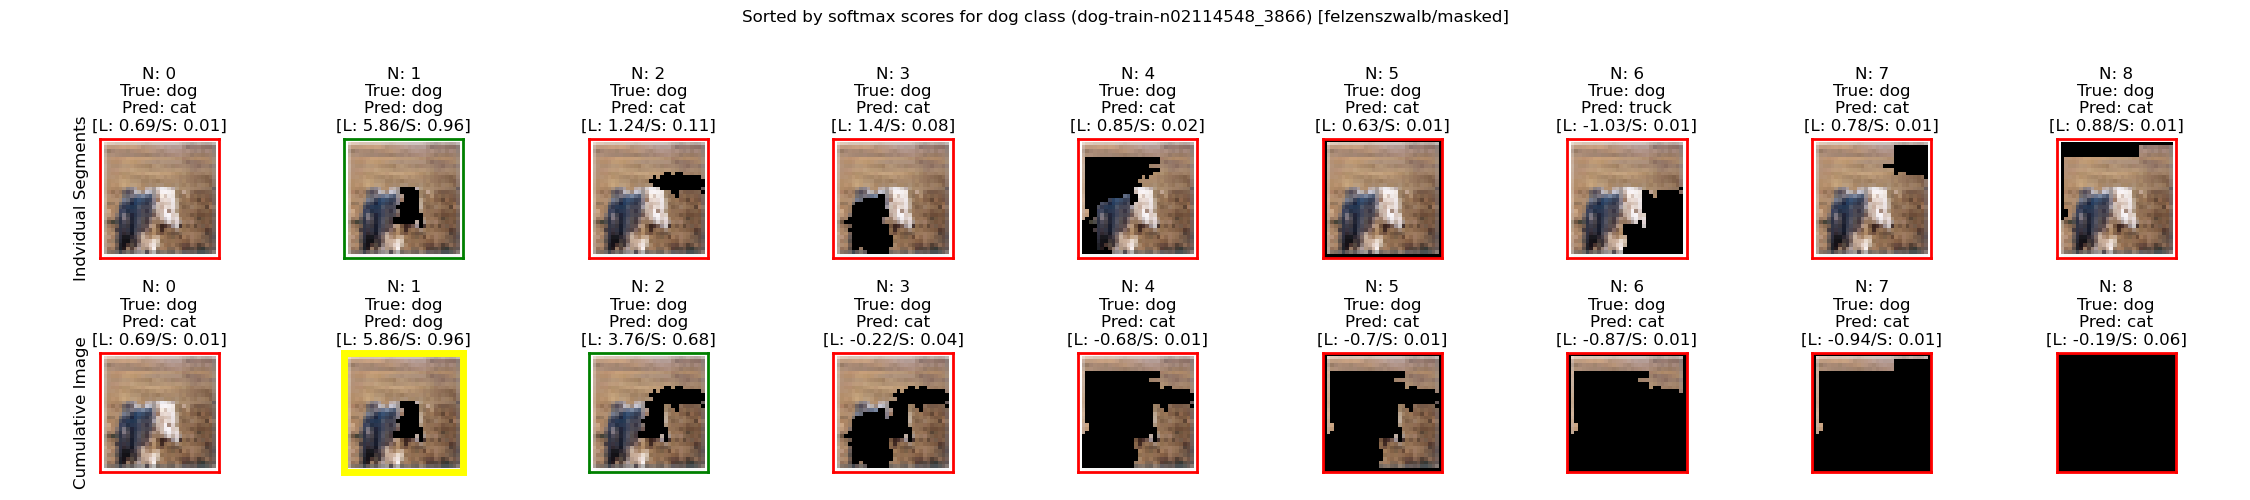 Sorted by softmax scores for dog class (dog-train-n02114548_3866) [felzenszwalb/masked]
Indvidual Segments
N: 0
True: dog
Pred: cat
[L: 0.69/S: 0.01]
N: 1
True: dog
Pred: dog
[L: 5.86/S: 0.96]
N: 2
True: dog
Pred: cat
[L: 1.24/S: 0.11]
N: 3
True: dog
Pred: cat
[L: 1.4/S: 0.08]
N: 4
True: dog
Pred: cat
[L: 0.85/S: 0.02]
N: 5
True: dog
Pred: cat
[L: 0.63/S: 0.01]
N: 6
True: dog
Pred: truck
[L: -1.03/S: 0.01]
N: 7
True: dog
Pred: cat
[L: 0.78/S: 0.01]
N: 8
True: dog
Pred: cat
[L: 0.88/S: 0.01]
Cumulative Image
N: 0
True: dog
Pred: cat
[L: 0.69/S: 0.01]
N: 1
True: dog
Pred: dog
[L: 5.86/S: 0.96]
N: 2
True: dog
Pred: dog
[L: 3.76/S: 0.68]
N: 3
True: dog
Pred: cat
[L: -0.22/S: 0.04]
N: 4
True: dog
Pred: cat
[L: -0.68/S: 0.01]
N: 5
True: dog
Pred: cat
[L: -0.7/S: 0.01]
N: 6
True: dog
Pred: cat
[L: -0.87/S: 0.01]
N: 7
True: dog
Pred: cat
[L: -0.94/S: 0.01]
N: 8
True: dog
Pred: cat
[L: -0.19/S: 0.06]